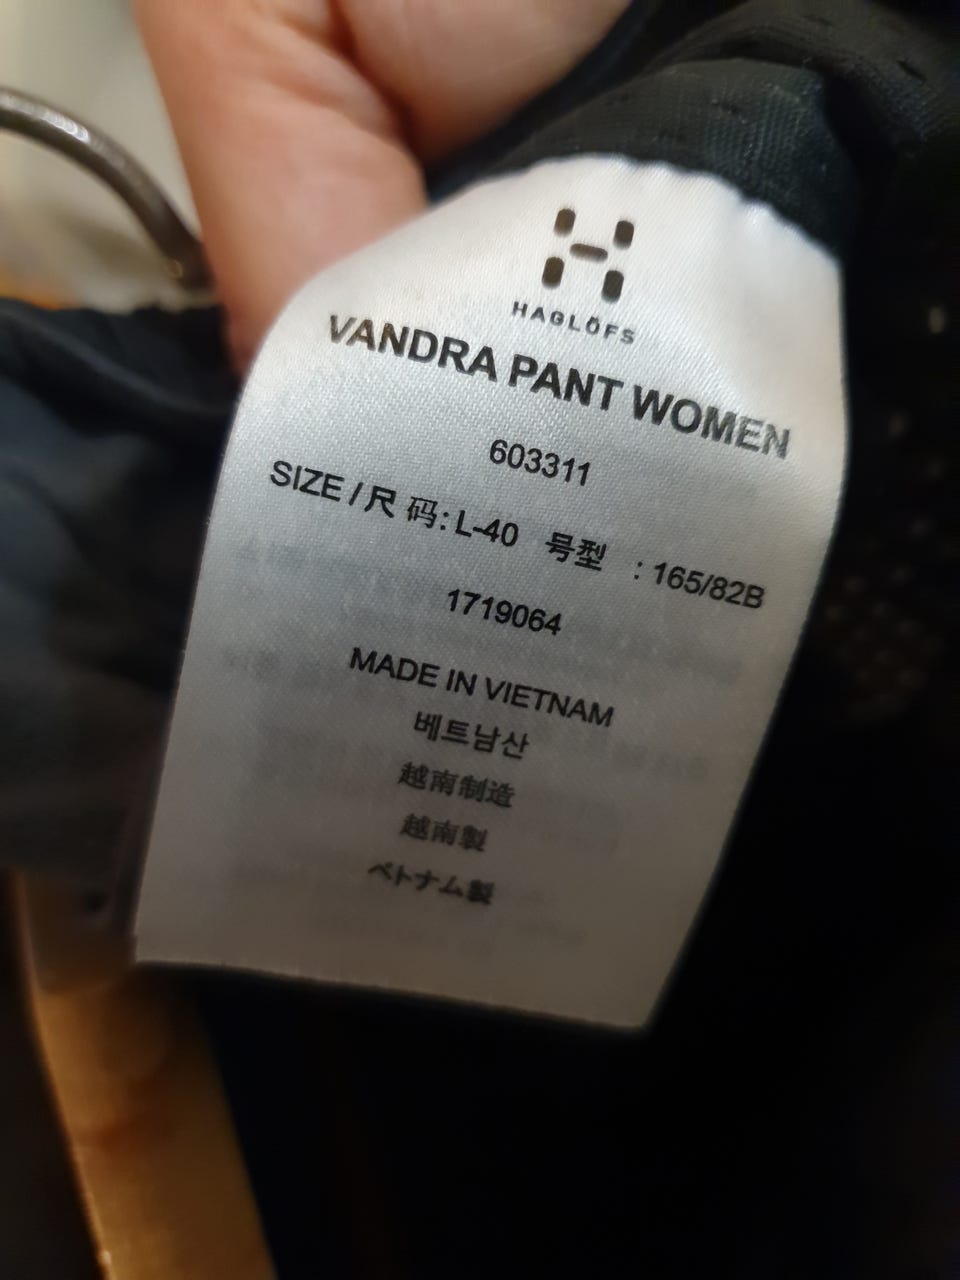 HAGLÖFS
VANDRA PANT WOMEN
603311
SIZE / 尺 码: L-40 号型 : 165/82B
1719064
MADE IN VIETNAM
베트남산
越南制造
越南製
ベトナム製